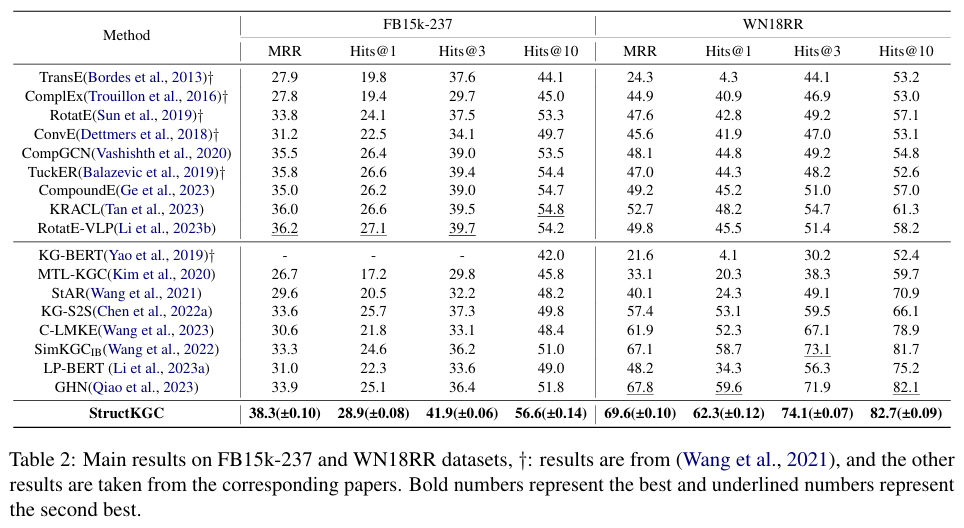 Method FB15k-237 WN18RR
MRR Hits@1 Hits@3 Hits@10 MRR Hits@1 Hits@3 Hits@10
TransE(Bordes et al., 2013)† 27.9 19.8 37.6 44.1 24.3 4.3 44.1 53.2
ComplEx(Trouillon et al., 2016)† 27.8 19.4 29.7 45.0 44.9 40.9 46.9 53.0
RotatE(Sun et al., 2019)† 33.8 24.1 37.5 53.3 47.6 42.8 49.2 57.1
ConvE(Dettmers et al., 2018)† 31.2 22.5 34.1 49.7 45.6 41.9 47.0 53.1
CompGCN(Vashishth et al., 2020) 35.5 26.4 39.0 53.5 48.1 44.8 49.2 54.8
TuckER(Balazevic et al., 2019)† 35.8 26.6 39.4 54.4 47.0 44.3 48.2 52.6
CompoundE(Ge et al., 2023) 35.0 26.2 39.0 54.7 49.2 45.2 51.0 57.0
KRACL(Tan et al., 2023) 36.0 26.6 39.5 54.8 52.7 48.2 54.7 61.3
RotatE-VLP(Li et al., 2023b) 36.2 27.1 39.7 54.2 49.8 45.5 51.4 58.2
KG-BERT(Yao et al., 2019)† - - - 42.0 21.6 4.1 30.2 52.4
MTL-KGC(Kim et al., 2020) 26.7 17.2 29.8 45.8 33.1 20.3 38.3 59.7
StAR(Wang et al., 2021) 29.6 20.5 32.2 48.2 40.1 24.3 49.1 70.9
KG-S2S(Chen et al., 2022a) 33.6 25.7 37.3 49.8 57.4 53.1 59.5 66.1
C-LMKE(Wang et al., 2023) 30.6 21.8 33.1 48.4 61.9 52.3 67.1 78.9
SimKGCIB(Wang et al., 2022) 33.3 24.6 36.2 51.0 67.1 58.7 73.1 81.7
LP-BERT (Li et al., 2023a) 31.0 22.3 33.6 49.0 48.2 34.3 56.3 75.2
GHN(Qiao et al., 2023) 33.9 25.1 36.4 51.8 67.8 59.6 71.9 82.1
StructKGC 38.3(±0.10) 28.9(±0.08) 41.9(±0.06) 56.6(±0.14) 69.6(±0.10) 62.3(±0.12) 74.1(±0.07) 82.7(±0.09)
Table 2: Main results on FB15k-237 and WN18RR datasets, †: results are from (Wang et al., 2021), and the other
results are taken from the corresponding papers. Bold numbers represent the best and underlined numbers represent
the second best.